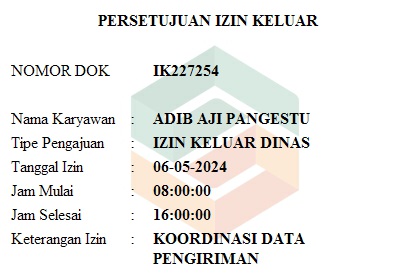 PERSETUJUAN IZIN KELUAR
NOMOR DOK IK227254
Nama Karyawan : ADIB AJI PANGESTU
Tipe Pengajuan : IZIN KELUAR DINAS
Tanggal Izin : 06-05-2024
Jam Mulai : 08:00:00
Jam Selesai : 16:00:00
Keterangan Izin : KOORDINASI DATA
PENGIRIMAN